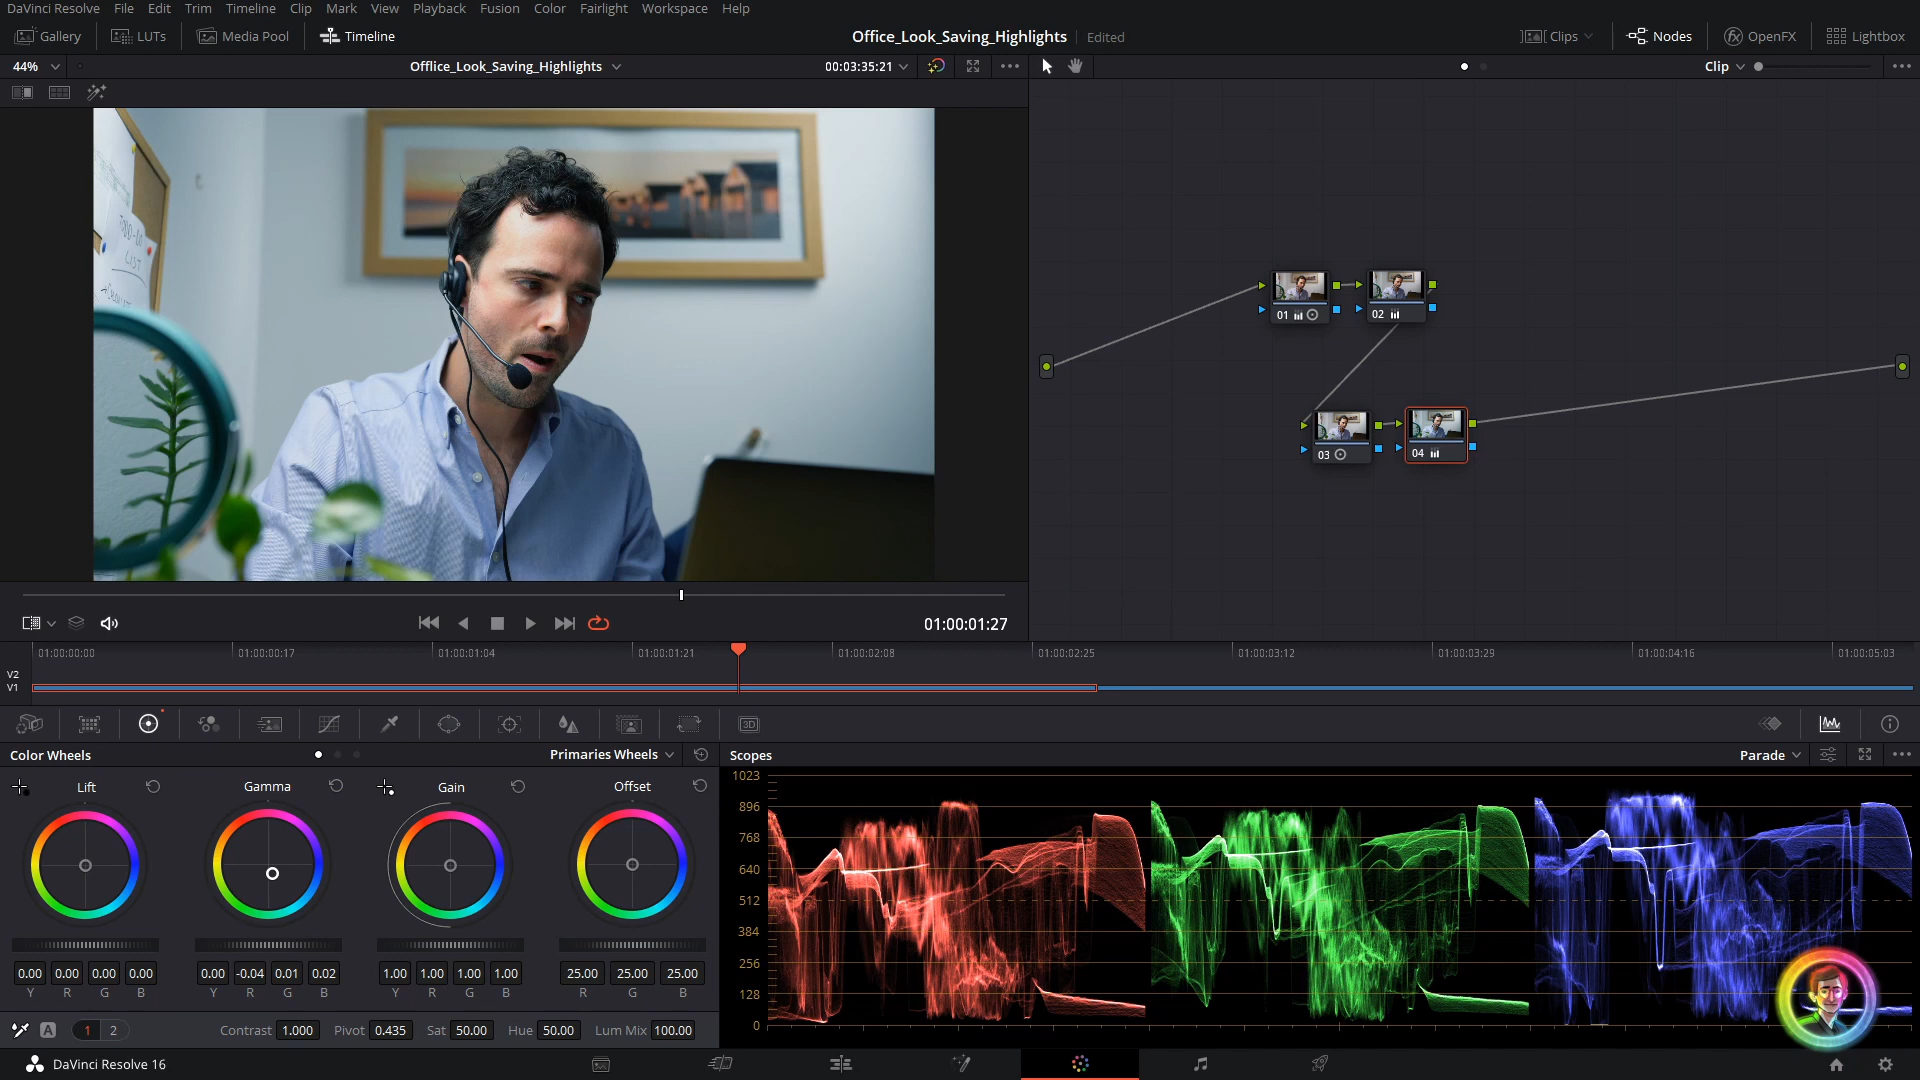 DaVinci Resolve File Edit Trim Timeline Clip Mark View Playback Fusion Color Fairlight Workspace Help
Gallery LUTs Media Pool Timeline Office_Look_Saving_Highlights Edited Clips Nodes OpenFX Lightbox
44% Offlice_Look_Saving_Highlights 00:03:35:21 Clip
TODO-DO
LIST
01 02
03 04
01:00:01:27
01:00:00:00 01:00:00:17 01:00:01:04 01:00:01:21 01:00:02:08 01:00:02:25 01:00:03:12 01:00:03:29 01:00:04:16 01:00:05:03
V2
V1
3D
Color Wheels Primaries Wheels Scopes Parade
Lift Gamma Gain Offset
1023
896
768
640
512
384
256
128
0
0.00 0.00 0.00 0.00 0.00 -0.04 0.01 0.02 1.00 1.00 1.00 1.00 25.00 25.00 25.00
Y R G B Y R G B Y R G B R G B
A 1 2 Contrast 1.000 Pivot 0.435 Sat 50.00 Hue 50.00 Lum Mix 100.00
DaVinci Resolve 16